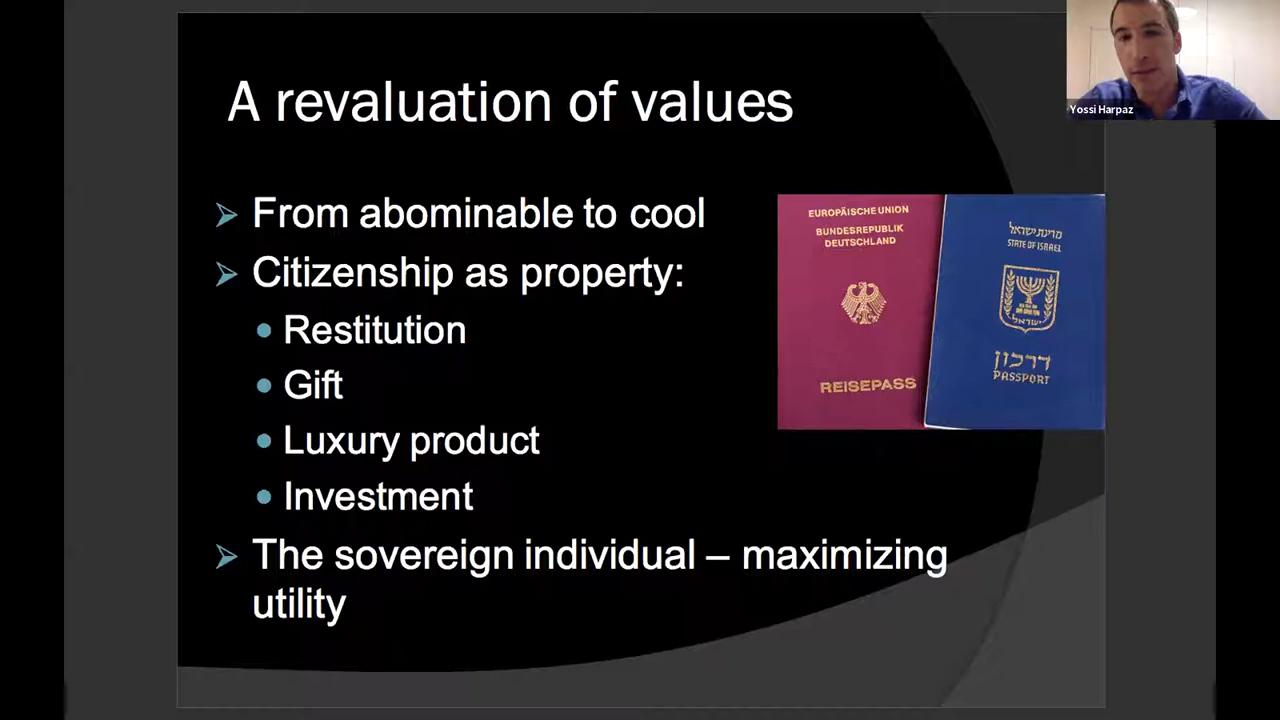 A revaluation of values
Yossi Harpaz
From abominable to cool
Citizenship as property:
Restitution
Gift
Luxury product
Investment
The sovereign individual – maximizing
utility
EUROPÄISCHE UNION
BUNDESREPUBLIK
DEUTSCHLAND
REISEPASS
מדינת ישראל
STATE OF ISRAEL
ישראל
דרכון
PASSPORT